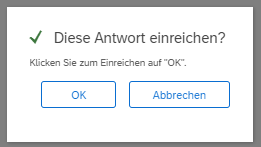 Diese Antwort einreichen?
Klicken Sie zum Einreichen auf "OK".
OK Abbrechen